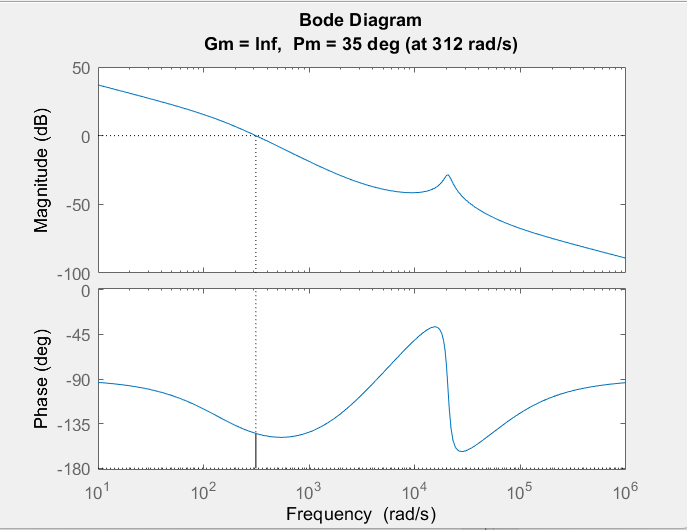 Bode Diagram
Gm = Inf,  Pm = 35 deg (at 312 rad/s)
50
0
-50
-100
Magnitude (dB)
0
-45
-90
-135
-180
Phase (deg)
10^1 10^2 10^3 10^4 10^5 10^6
Frequency  (rad/s)